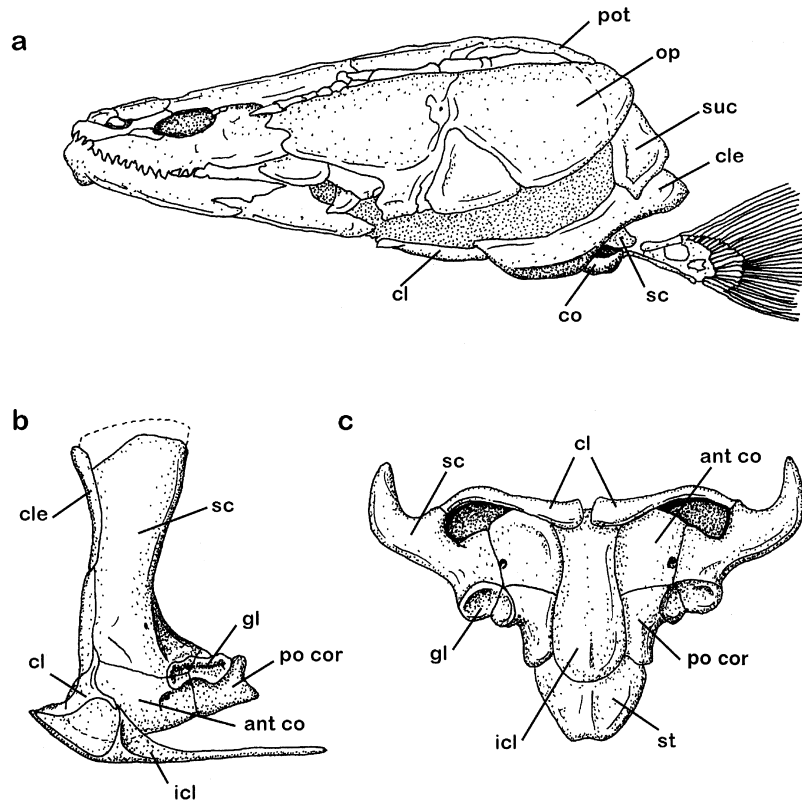 a
pot
op
suc
cle
cl
co
sc
b
cle
sc
gl
cl
po cor
ant co
icl
c
cl
sc
ant co
gl
po cor
icl
st